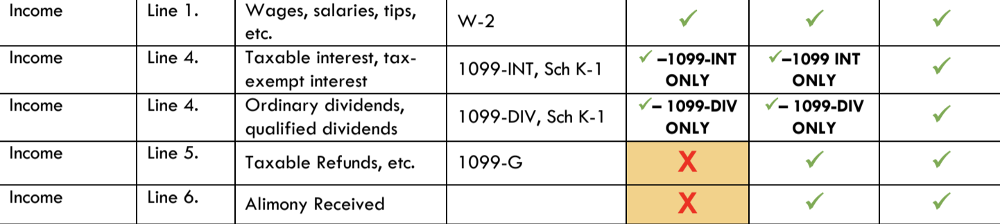 Income Line 1. Wages, salaries, tips, etc. W-2 ✓ ✓ ✓
Income Line 4. Taxable interest, tax-exempt interest 1099-INT, Sch K-1 ✓ –1099-INT ONLY ✓–1099 INT ONLY ✓
Income Line 4. Ordinary dividends, qualified dividends 1099-DIV, Sch K-1 ✓– 1099-DIV ONLY ✓– 1099-DIV ONLY ✓
Income Line 5. Taxable Refunds, etc. 1099-G X ✓ ✓
Income Line 6. Alimony Received X ✓ ✓